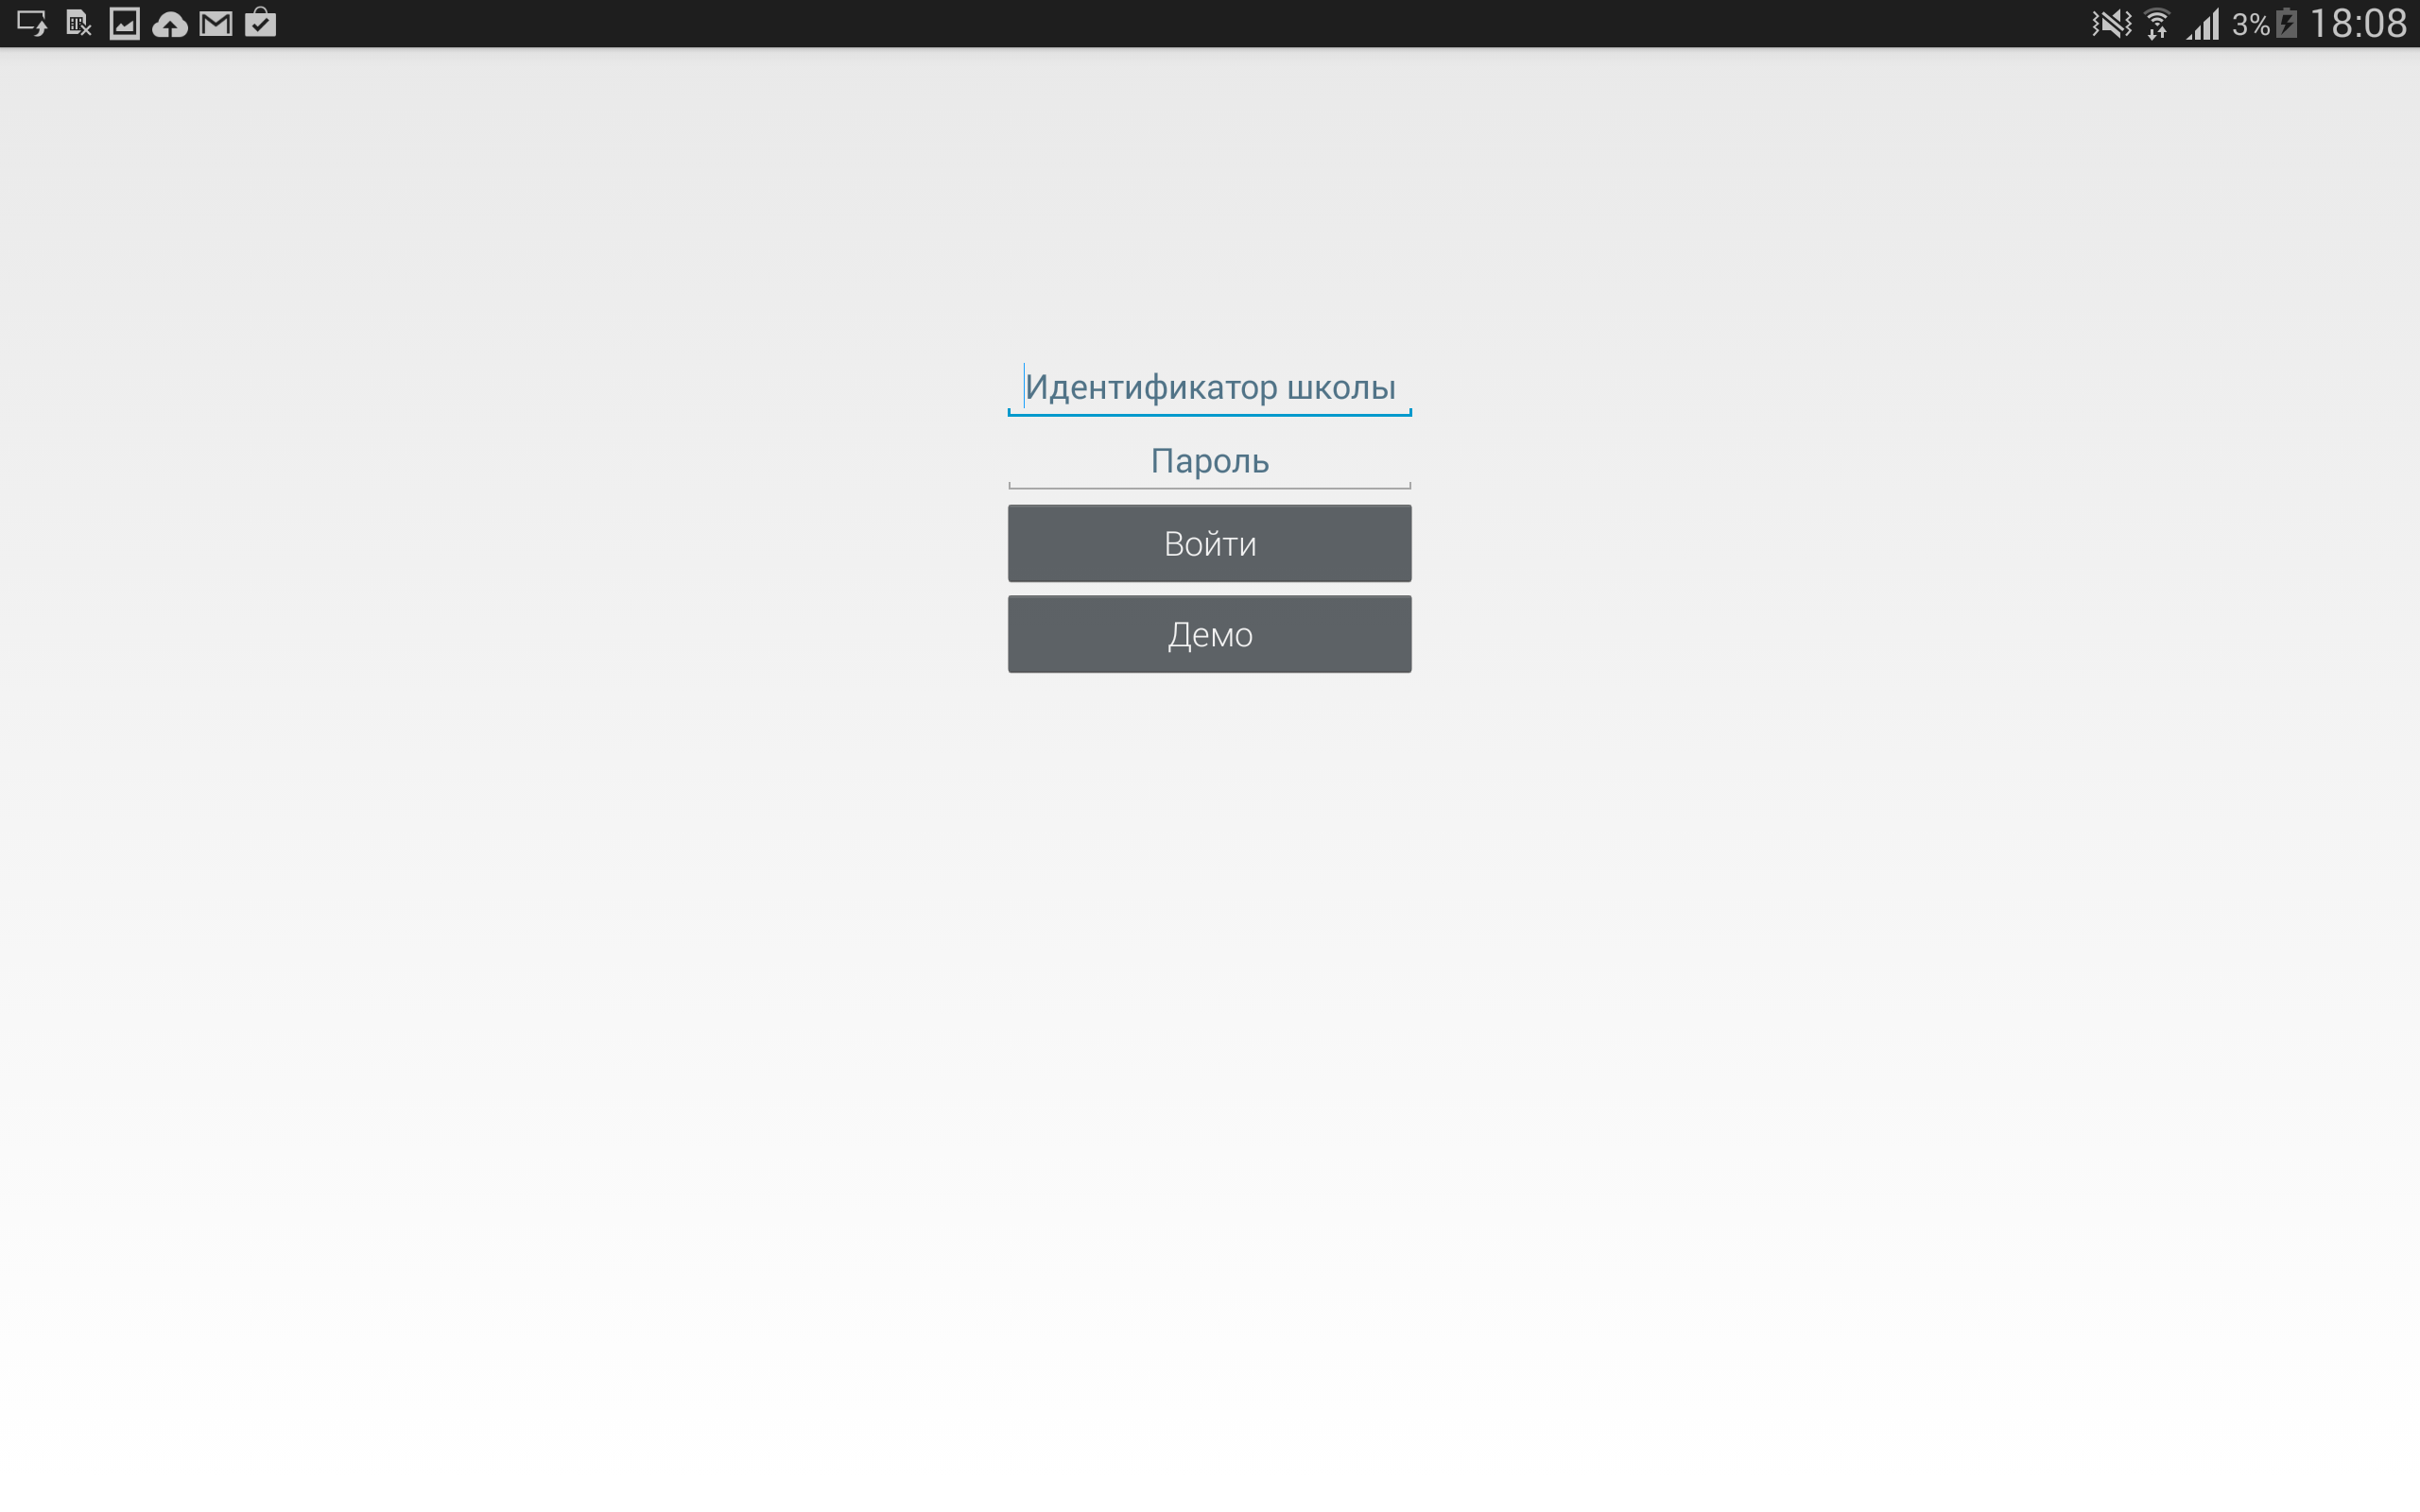 3% 18:08
Идентификатор школы
Пароль
Войти
Демо